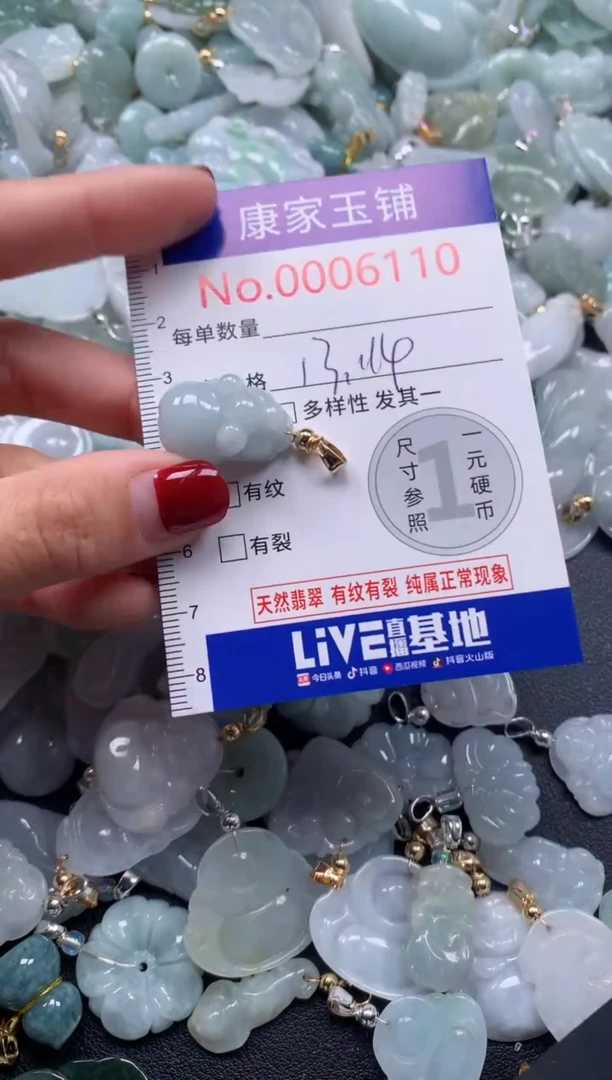 康家玉铺
No.0006110
每单数量
格 13.14
多样性 发其一
有纹
有裂
一元硬币
尺寸参照
1
天然翡翠 有纹有裂 纯属正常现象
LiVE直播基地
今日头条 抖音 西瓜视频 抖音火山版
1
2
3
6
7
8